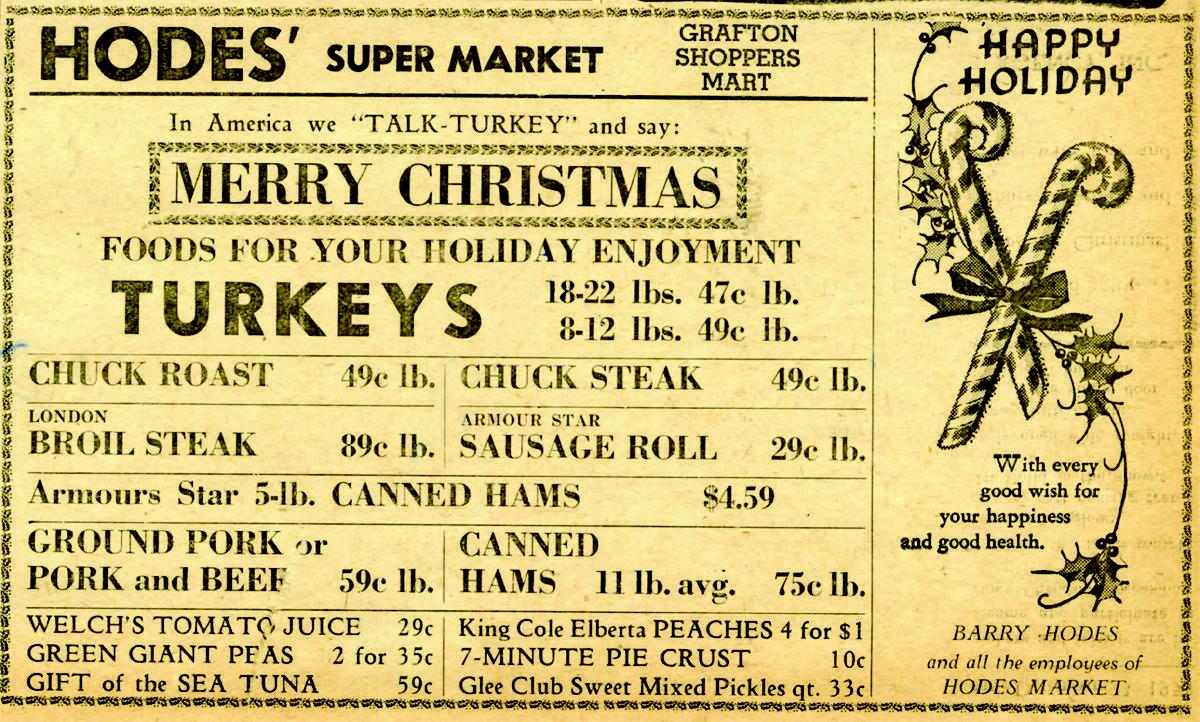 HODES' SUPER MARKET
GRAFTON
SHOPPERS
MART
In America we "TALK-TURKEY" and say:
MERRY CHRISTMAS
FOODS FOR YOUR HOLIDAY ENJOYMENT
TURKEYS
18-22 lbs. 47c lb.
8-12 lbs. 49c lb.
CHUCK ROAST 49c lb.
CHUCK STEAK 49c lb.
LONDON
BROIL STEAK 89c lb.
ARMOUR STAR
SAUSAGE ROLL 29c lb.
Armours Star 5-lb. CANNED HAMS $4.59
GROUND PORK or
PORK and BEEF 59c lb.
CANNED
HAMS 11 lb. avg. 75c lb.
WELCH'S TOMATO JUICE 29c
GREEN GIANT PEAS 2 for 35c
GIFT of the SEA TUNA 59c
King Cole Elberta PEACHES 4 for $1
7-MINUTE PIE CRUST 10c
Glee Club Sweet Mixed Pickles qt. 33c
HAPPY
HOLIDAY
With every
good wish for
your happiness
and good health.
BARRY HODES
and all the employees of
HODES MARKET